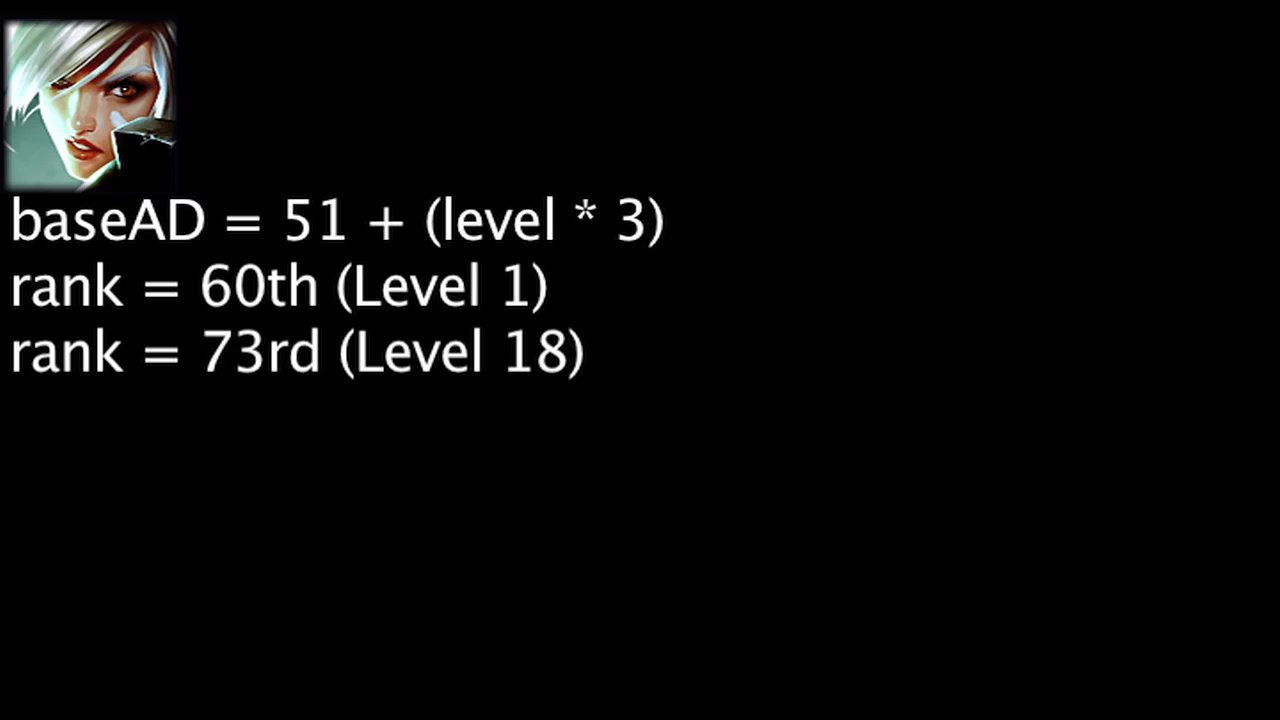 baseAD = 51 + (level * 3)
rank = 60th (Level 1)
rank = 73rd (Level 18)